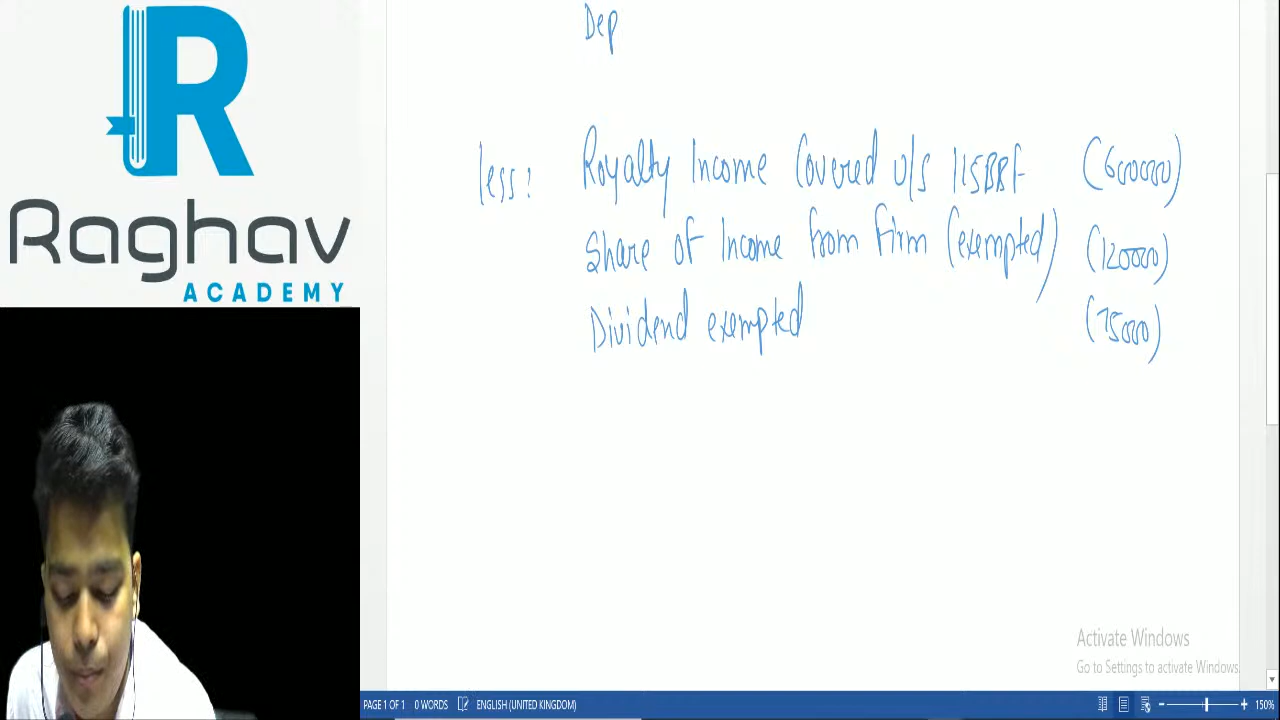 Dep
Less: Royalty Income Covered u/s 115BBF (600000)
Share of Income from Firm (exempted) (120000)
Dividend exempted (75000)
Raghav
ACADEMY
Activate Windows
Go to Settings to activate Windows.
PAGE 1 OF 1 0 WORDS ENGLISH (UNITED KINGDOM) 150%